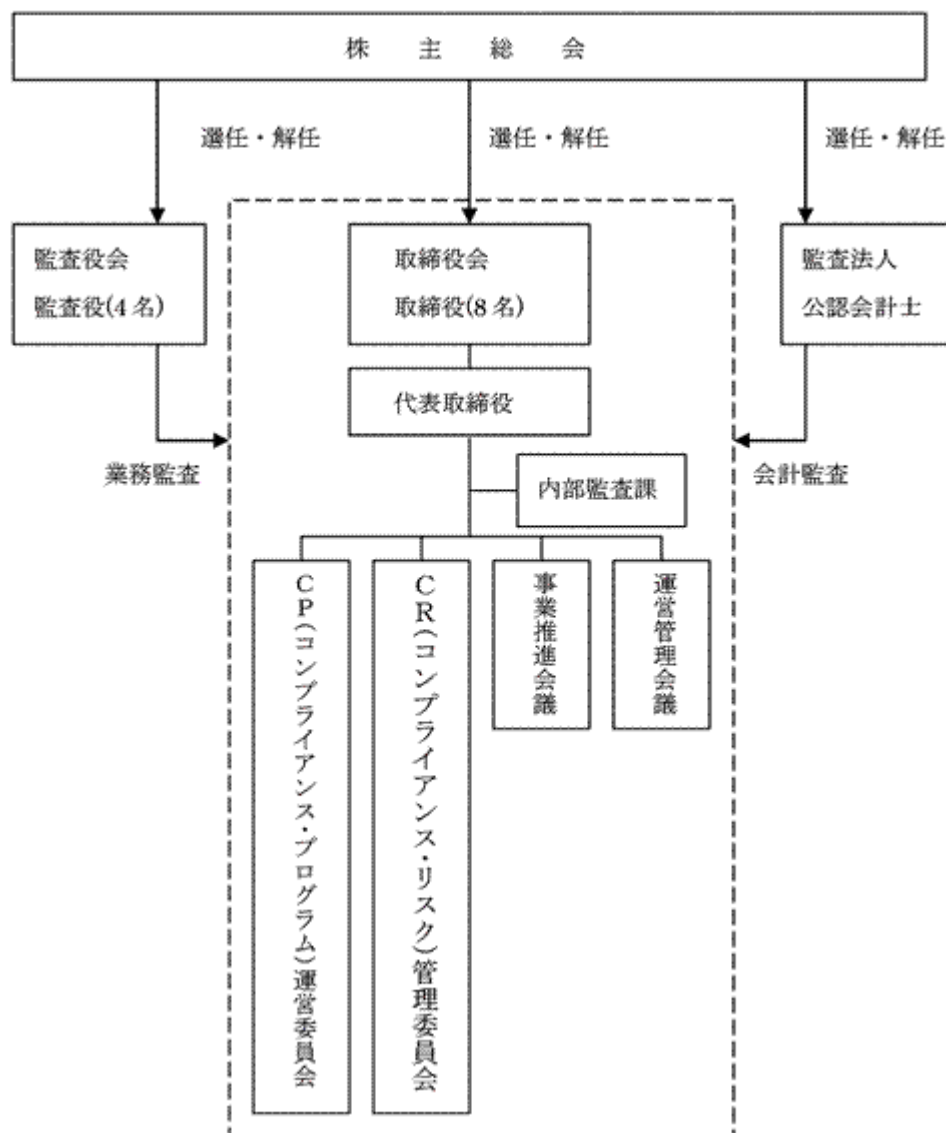 株主総会
選任・解任
選任・解任
選任・解任
監査役会
監査役(4名)
取締役会
取締役(8名)
監査法人
公認会計士
代表取締役
業務監査
会計監査
内部監査課
CP(コンプライアンス・プログラム)運営委員会
CR(コンプライアンス・リスク)管理委員会
事業推進会議
運営管理会議